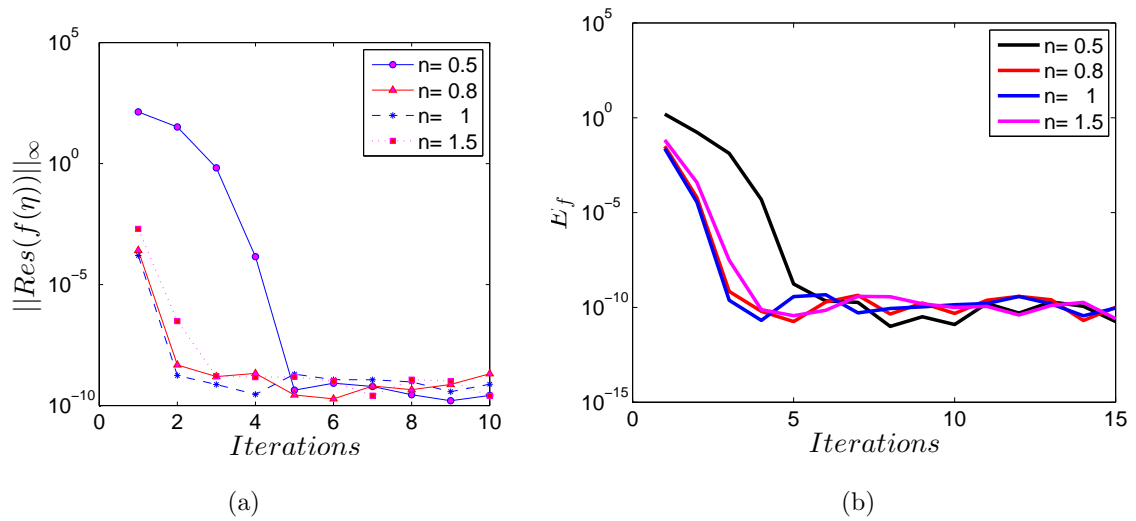 10^5
10^0
10^-5
10^-10
||Res(f(η))||∞
n= 0.5
n= 0.8
n= 1
n= 1.5
0 2 4 6 8 10
Iterations
(a)
10^5
10^0
10^-5
10^-10
10^-15
E_f
n= 0.5
n= 0.8
n= 1
n= 1.5
0 5 10 15
Iterations
(b)